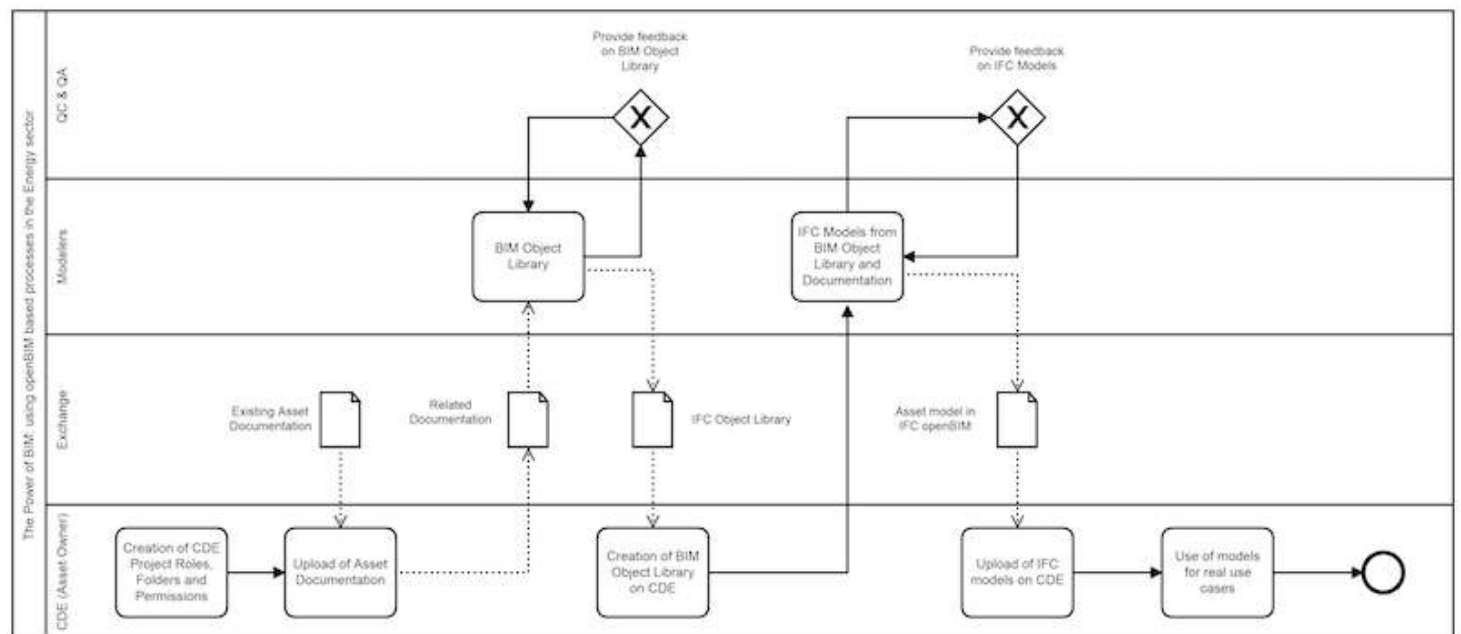 The Power of BIM: using openBIM based processes in the Energy sector
QC & QA
Provide feedback
on BIM Object
Library
Provide feedback
on IFC Models
X
X
Modelers
BIM Object
Library
IFC Models from
BIM Object
Library and
Documentation
Exchange
Existing Asset
Documentation
Related
Documentation
IFC Object Library
Asset model in
IFC openBIM
CDE (Asset Owner)
Creation of CDE
Project Roles,
Folders and
Permissions
Upload of Asset
Documentation
Creation of BIM
Object Library
on CDE
Upload of IFC
models on CDE
Use of models
for real use
cases